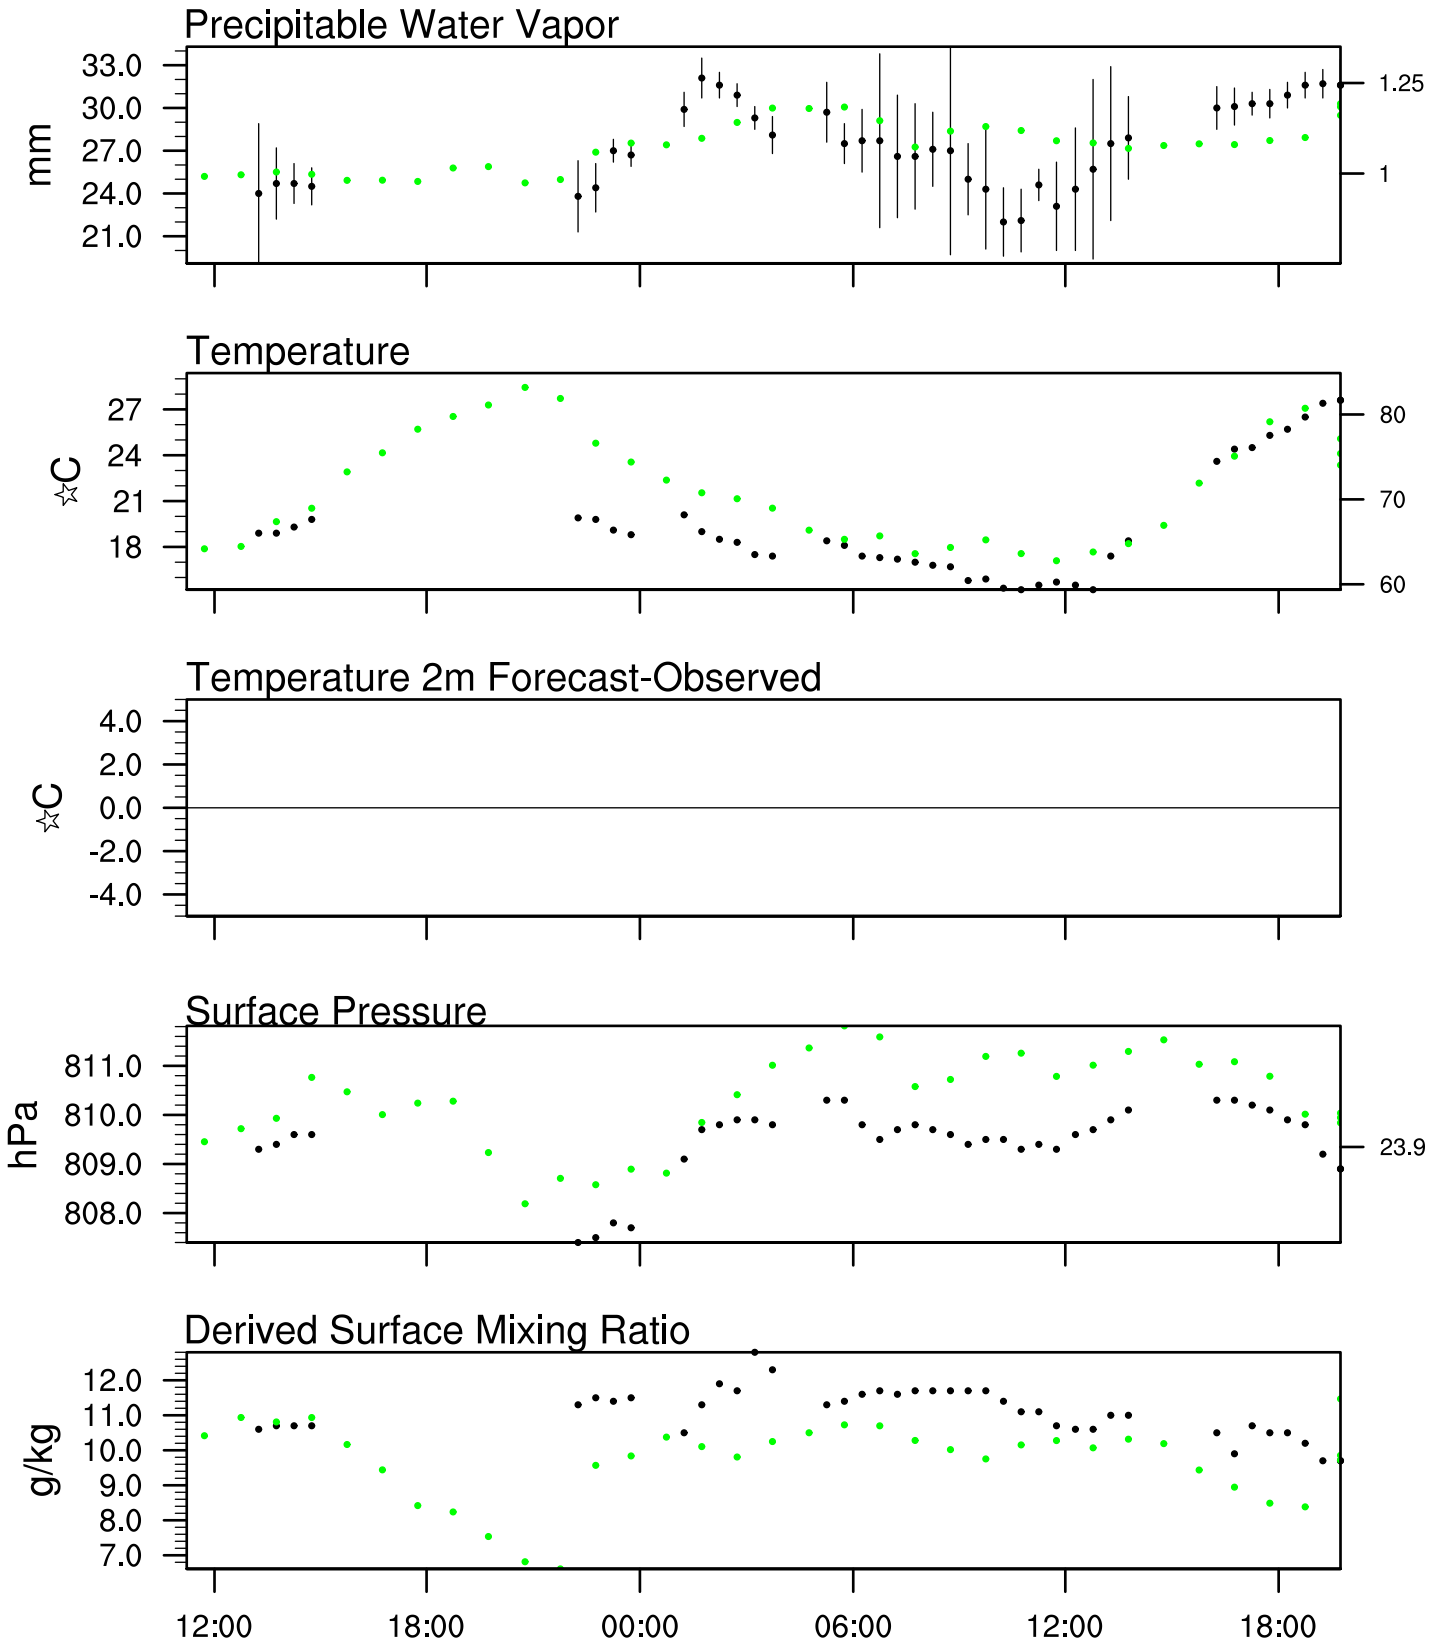 Precipitable Water Vapor
33.0
30.0
27.0
24.0
21.0
mm
1.25
1
Temperature
27
24
21
18
☆C
80
70
60
Temperature 2m Forecast-Observed
4.0
2.0
0.0
-2.0
-4.0
☆C
Surface Pressure
811.0
810.0
809.0
808.0
hPa
23.9
Derived Surface Mixing Ratio
12.0
11.0
10.0
9.0
8.0
7.0
g/kg
12:00 18:00 00:00 06:00 12:00 18:00